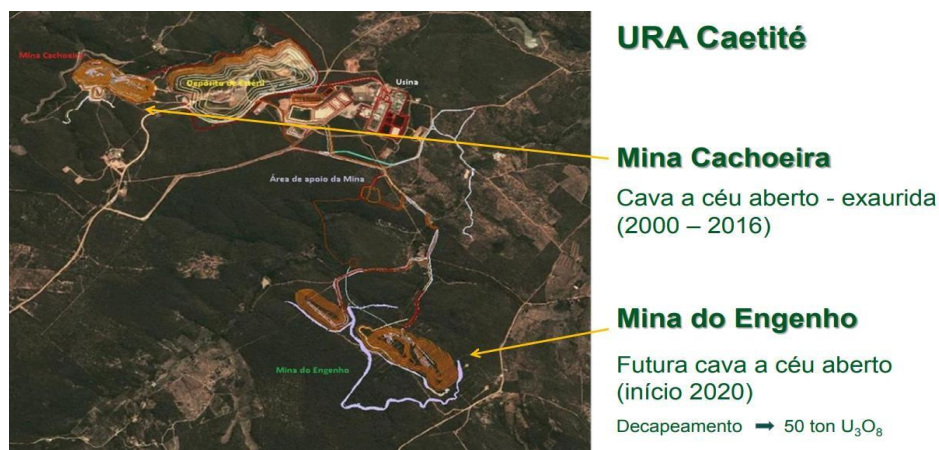 URA Caetité
Mina Cachoeira
Depósito de Estéril
Usina
Mina Cachoeira
Cava a céu aberto - exaurida
(2000 – 2016)
Área de apoio da Mina
Mina do Engenho
Futura cava a céu aberto
(início 2020)
Mina do Engenho
Decapeamento ➡ 50 ton U₃O₈